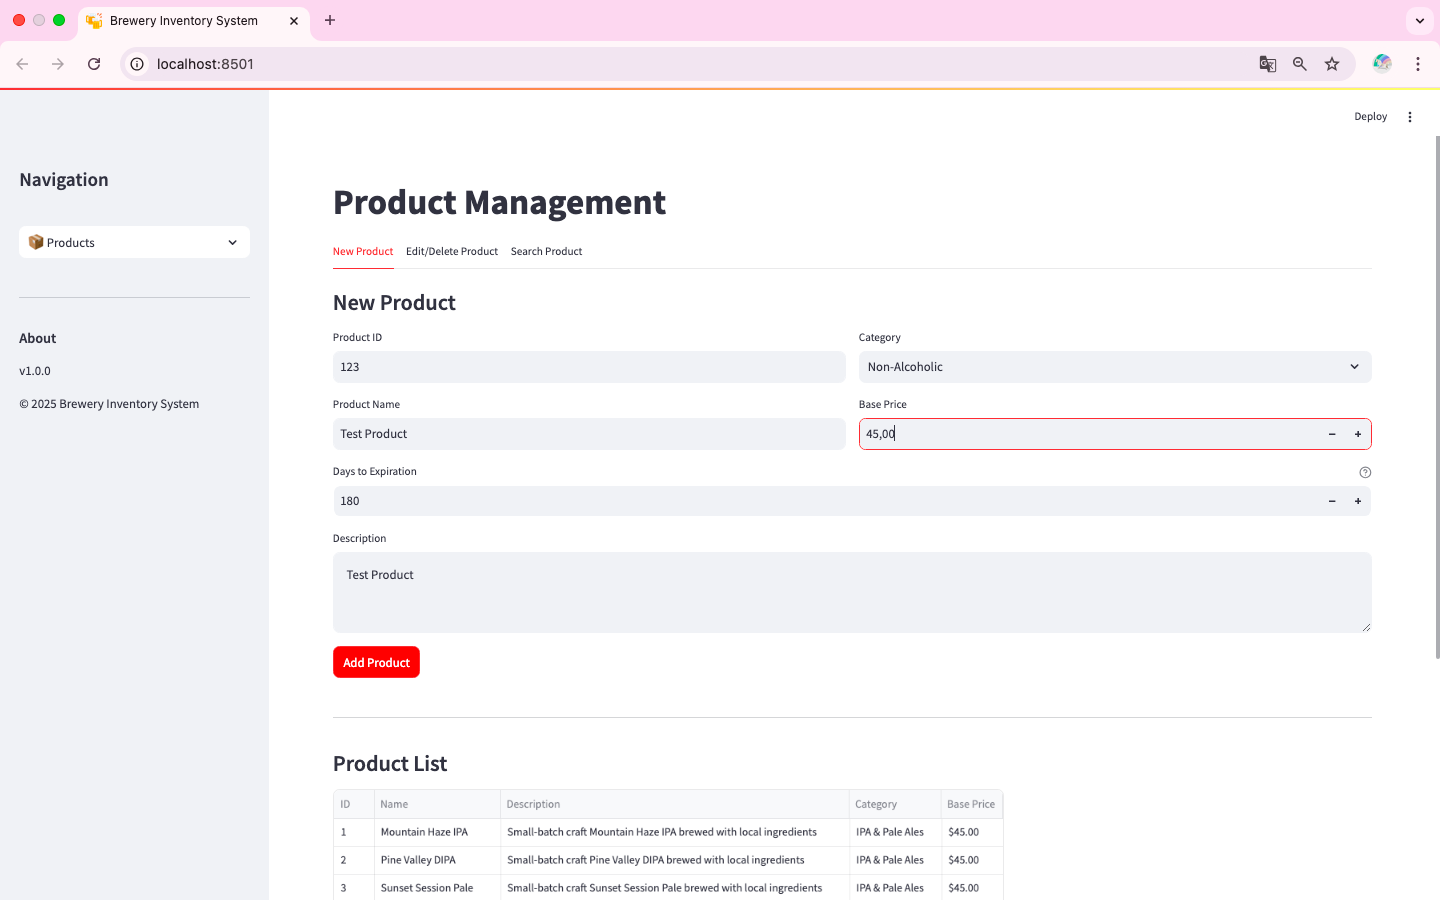 Brewery Inventory System
localhost:8501
Deploy
Navigation
Products
About
v1.0.0
© 2025 Brewery Inventory System
Product Management
New Product Edit/Delete Product Search Product
New Product
Product ID Category
123 Non-Alcoholic
Product Name Base Price
Test Product 45,00
Days to Expiration
180
Description
Test Product
Add Product
Product List
ID Name Description Category Base Price
1 Mountain Haze IPA Small-batch craft Mountain Haze IPA brewed with local ingredients IPA & Pale Ales $45.00
2 Pine Valley DIPA Small-batch craft Pine Valley DIPA brewed with local ingredients IPA & Pale Ales $45.00
3 Sunset Session Pale Small-batch craft Sunset Session Pale brewed with local ingredients IPA & Pale Ales $45.00